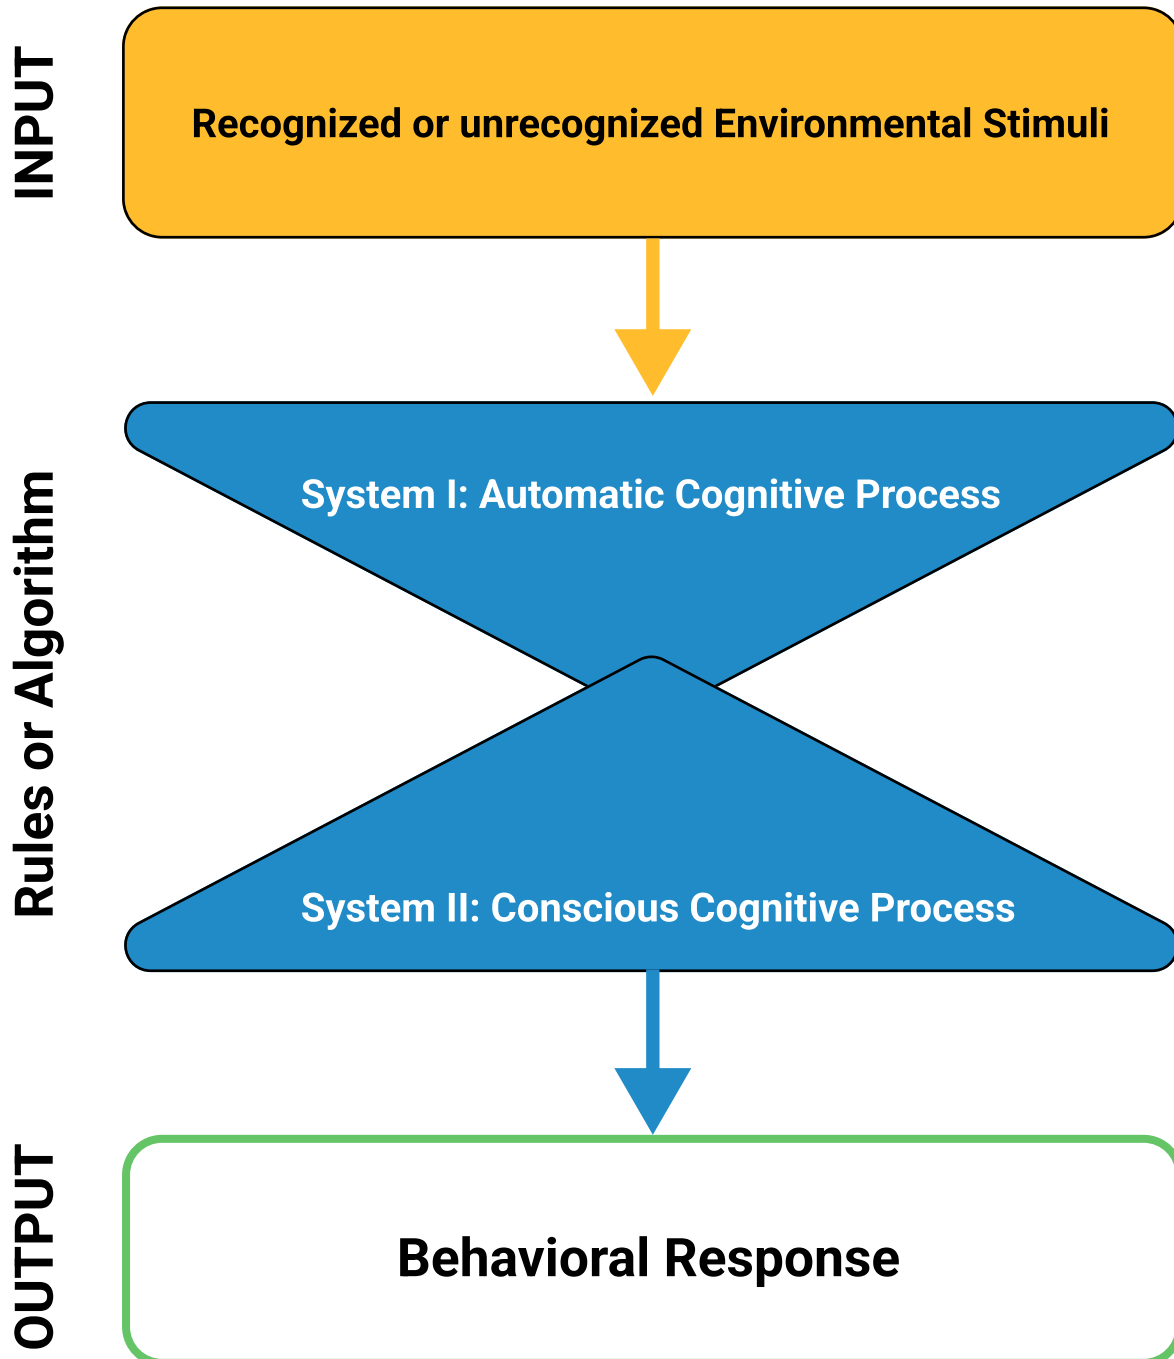 INPUT
Recognized or unrecognized Environmental Stimuli
Rules or Algorithm
System I: Automatic Cognitive Process
System II: Conscious Cognitive Process
OUTPUT
Behavioral Response